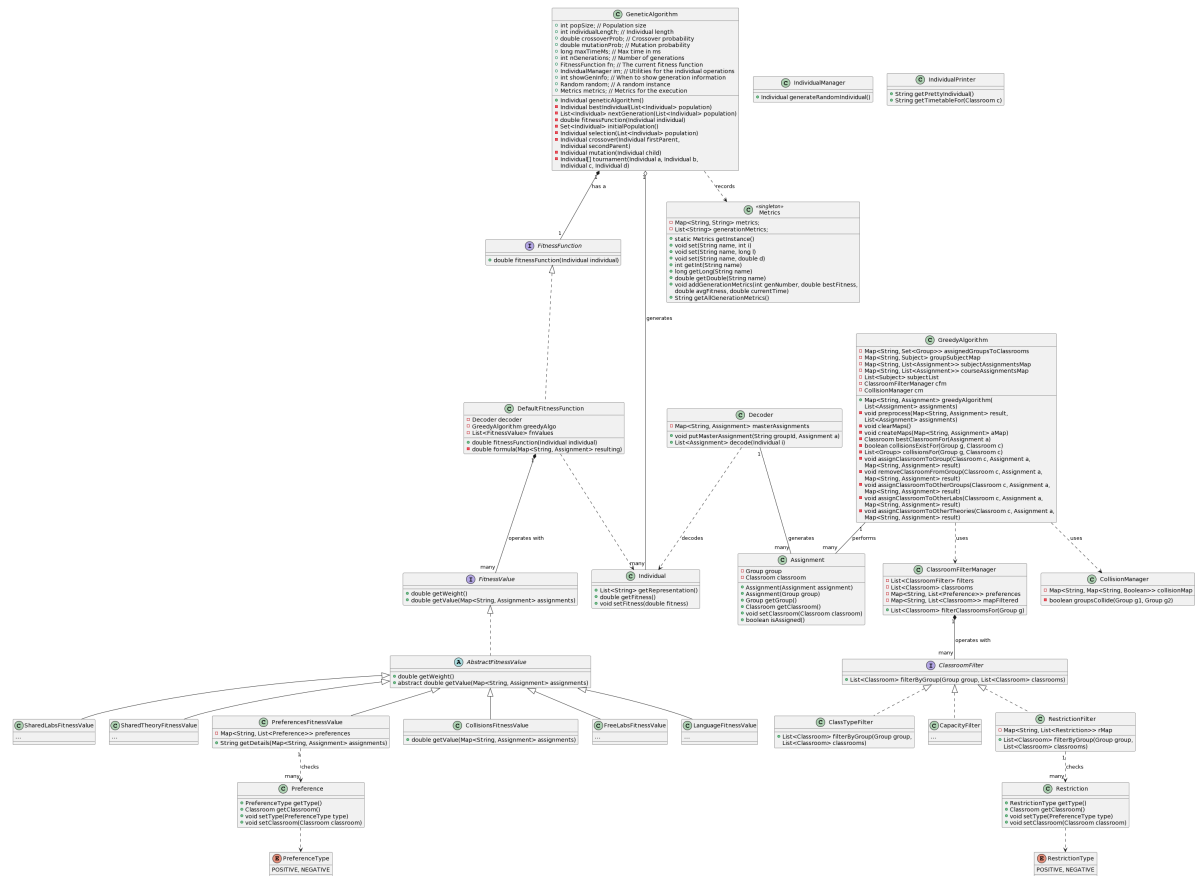 GeneticAlgorithm
int popSize; // Population size
int individualLength; // Individual length
double crossoverProb; // Crossover probability
double mutationProb; // Mutation probability
long maxTimeMs; // Max time in ms
int nGenerations; // Number of generations
FitnessFunction fn; // The current fitness function
IndividualManager im; // Utilities for the individual operations
int showGenInfo; // When to show generation information
Random random; // A random instance
Metrics metrics; // Metrics for the execution
Individual geneticAlgorithm()
Individual bestIndividual(List<Individual> population)
List<Individual> nextGeneration(List<Individual> population)
double fitnessFunction(Individual individual)
Set<Individual> initialPopulation()
Individual selection(List<Individual> population)
Individual crossover(Individual firstParent,
Individual secondParent)
Individual mutation(Individual child)
Individual[] tournament(Individual a, Individual b,
Individual c, Individual d)
IndividualManager
Individual generateRandomIndividual()
IndividualPrinter
String getPrettyIndividual()
String getTimetableFor(Classroom c)
1
has a
1
1
generates
many
records
<<singleton>>
Metrics
Map<String, String> metrics;
List<String> generationMetrics;
static Metrics getInstance()
void set(String name, int i)
void set(String name, long l)
void set(String name, double d)
int getInt(String name)
long getLong(String name)
double getDouble(String name)
void addGenerationMetrics(int genNumber, double bestFitness,
double avgFitness, double currentTime)
String getAllGenerationMetrics()
FitnessFunction
double fitnessFunction(Individual individual)
GreedyAlgorithm
Map<String, Set<Group>> assignedGroupsToClassrooms
Map<String, Subject> groupSubjectMap
Map<String, List<Assignment>> subjectAssignmentsMap
Map<String, List<Assignment>> courseAssignmentsMap
List<Subject> subjectList
ClassroomFilterManager cfm
CollisionManager cm
Map<String, Assignment> greedyAlgorithm(
List<Assignment> assignments)
void preprocess(Map<String, Assignment> result,
List<Assignment> assignments)
void clearMaps()
void createMaps(Map<String, Assignment> aMap)
Classroom bestClassroomFor(Assignment a)
boolean collisionsExistFor(Group g, Classroom c)
List<Group> collisionsFor(Group g, Classroom c)
void assignClassroomToGroup(Classroom c, Assignment a,
Map<String, Assignment> result)
void removeClassroomFromGroup(Classroom c, Assignment a,
Map<String, Assignment> result)
void assignClassroomToOtherGroups(Classroom c, Assignment a,
Map<String, Assignment> result)
void assignClassroomToOtherLabs(Classroom c, Assignment a,
Map<String, Assignment> result)
void assignClassroomToOtherTheories(Classroom c, Assignment a,
Map<String, Assignment> result)
DefaultFitnessFunction
Decoder decoder
GreedyAlgorithm greedyAlgo
List<FitnessValue> fnValues
double fitnessFunction(Individual individual)
double formula(Map<String, Assignment> resulting)
Decoder
Map<String, Assignment> masterAssignments
void putMasterAssignment(String groupId, Assignment a)
List<Assignment> decode(Individual i)
1
operates with
many
decodes
1
generates
many
1
performs
many
uses
uses
FitnessValue
double getWeight()
double getValue(Map<String, Assignment> assignments)
Individual
List<String> getRepresentation()
double getFitness()
void setFitness(double fitness)
Assignment
Group group
Classroom classroom
Assignment(Assignment assignment)
Assignment(Group group)
Group getGroup()
Classroom getClassroom()
void setClassroom(Classroom classroom)
boolean isAssigned()
ClassroomFilterManager
List<ClassroomFilter> filters
List<Classroom> classrooms
Map<String, List<Preference>> preferences
Map<String, List<Classroom>> mapFiltered
List<Classroom> filterClassroomsFor(Group g)
CollisionManager
Map<String, Map<String, Boolean>> collisionMap
boolean groupsCollide(Group g1, Group g2)
1
operates with
many
AbstractFitnessValue
double getWeight()
abstract double getValue(Map<String, Assignment> assignments)
ClassroomFilter
List<Classroom> filterByGroup(Group group, List<Classroom> classrooms)
SharedLabsFitnessValue
...
SharedTheoryFitnessValue
...
PreferencesFitnessValue
Map<String, List<Preference>> preferences
String getDetails(Map<String, Assignment> assignments)
CollisionsFitnessValue
double getValue(Map<String, Assignment> assignments)
FreeLabsFitnessValue
...
LanguageFitnessValue
...
ClassTypeFilter
List<Classroom> filterByGroup(Group group,
List<Classroom> classrooms)
CapacityFilter
...
RestrictionFilter
Map<String, List<Restriction>> rMap
List<Classroom> filterByGroup(Group group,
List<Classroom> classrooms)
1
checks
many
1
checks
many
Preference
PreferenceType getType()
Classroom getClassroom()
void setType(PreferenceType type)
void setClassroom(Classroom classroom)
Restriction
RestrictionType getType()
Classroom getClassroom()
void setType(PreferenceType type)
void setClassroom(Classroom classroom)
PreferenceType
POSITIVE, NEGATIVE
RestrictionType
POSITIVE, NEGATIVE